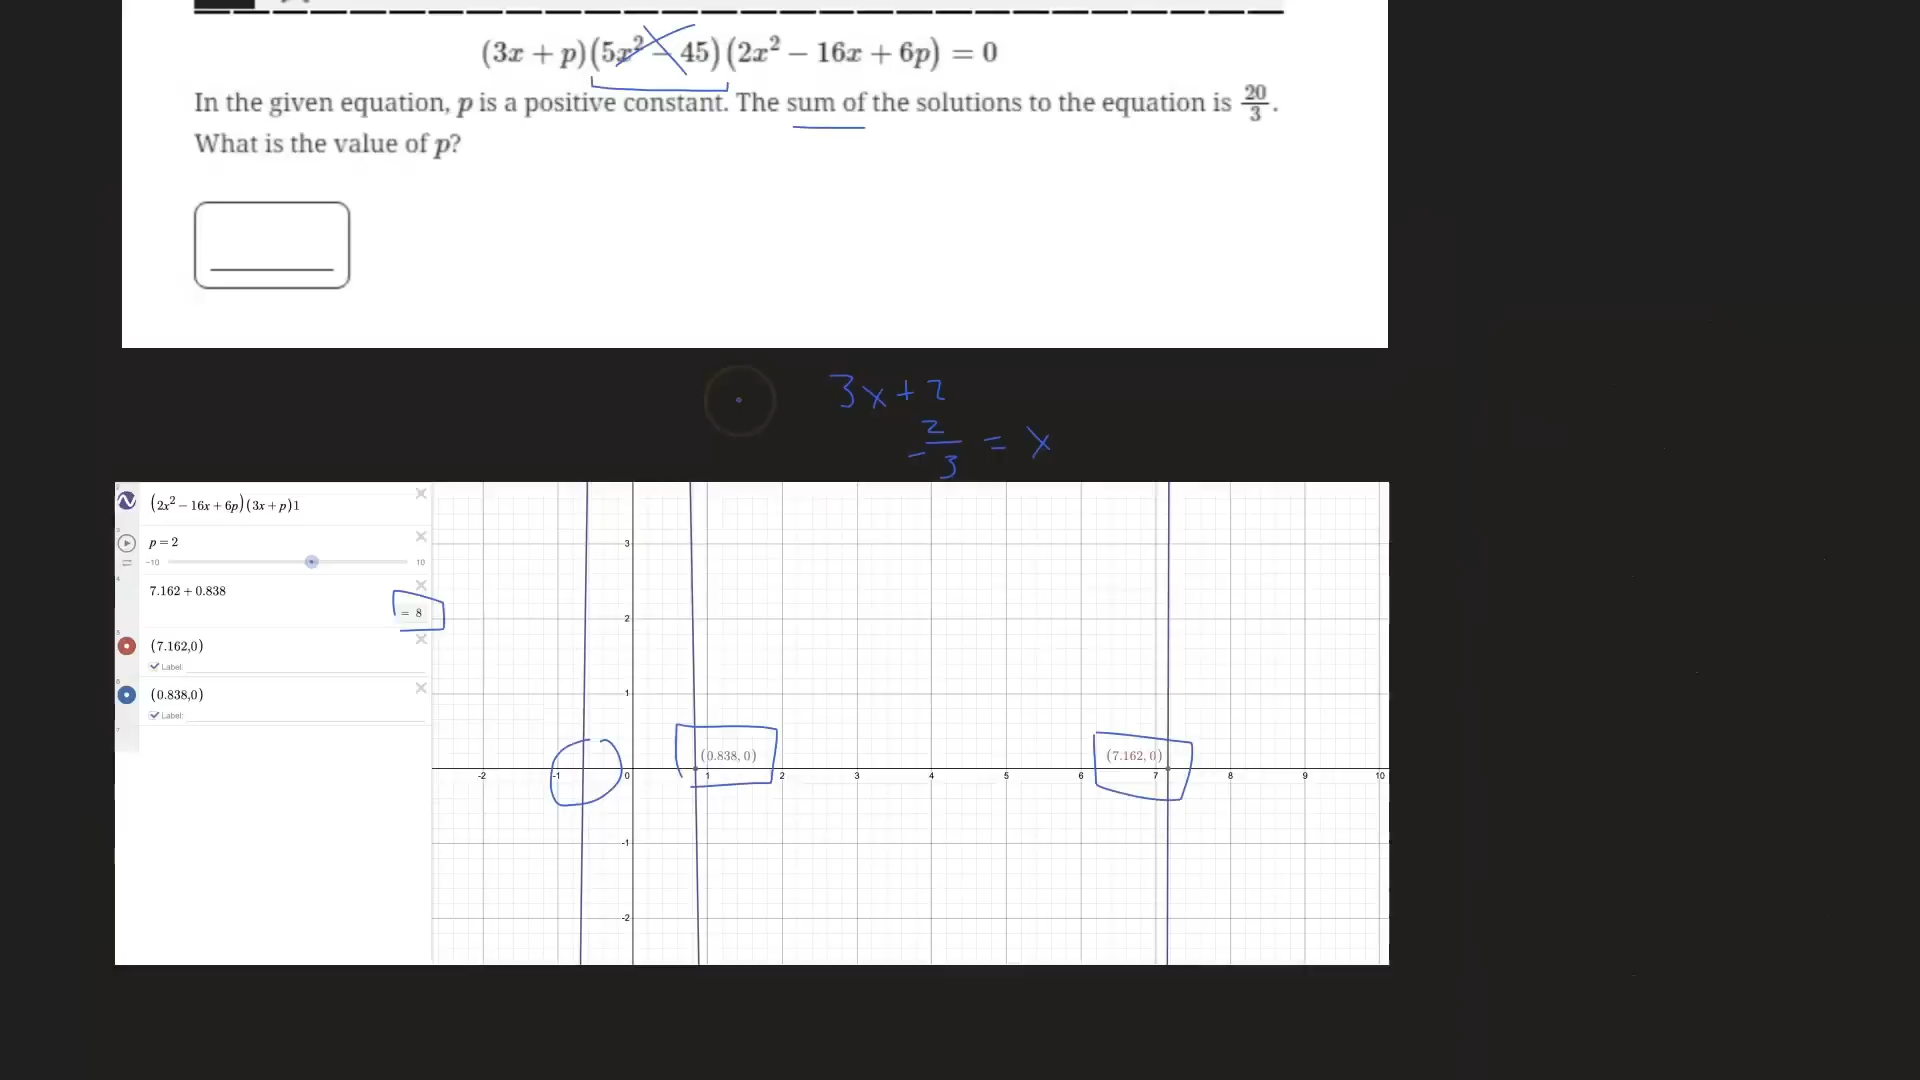 (3x + p)(5x² − 45)(2x² − 16x + 6p) = 0
In the given equation, p is a positive constant. The sum of the solutions to the equation is 20/3.
What is the value of p?
3x + 2
-2/3 = x
(2x² − 16x + 6p)(3x + p)1
p = 2
-10
10
7.162 + 0.838
= 8
(7.162,0)
Label:
(0.838,0)
Label:
3
2
1
(0.838, 0)
(7.162, 0)
-2 -1 0 1 2 3 4 5 6 7 8 9 10
-1
-2